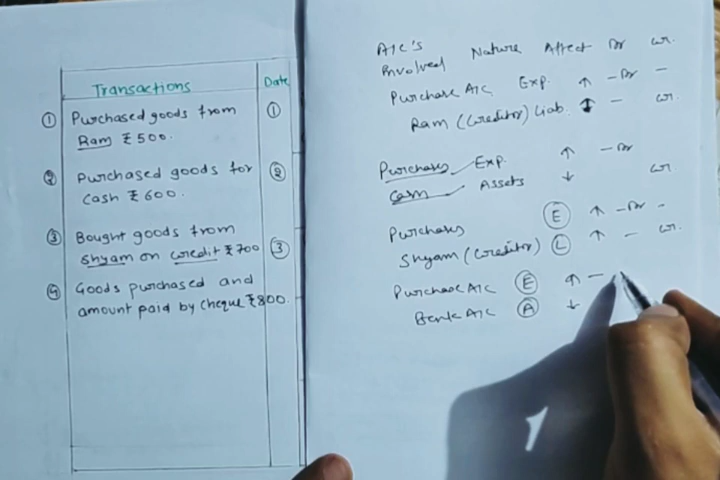 Transactions Date
① Purchased goods from ①
Ram ₹500.
② Purchased goods for ②
cash ₹600.
③ Bought goods from
Shyam on credit ₹700 ③
④ Goods purchased and
amount paid by cheque ₹800.
A/C's
Involved Nature Affect Dr Cr.
Purchase A/C Exp. ↑ - Dr -
Ram (Creditor) Liab. ↑ - Cr.
Purchases Exp. ↑ - Dr
Cash Assets ↓ Cr.
Purchases Ⓔ ↑ - Dr -
Shyam (Creditor) Ⓛ ↑ - Cr.
Purchase A/C Ⓔ ↑ -
Bank A/C Ⓐ ↓